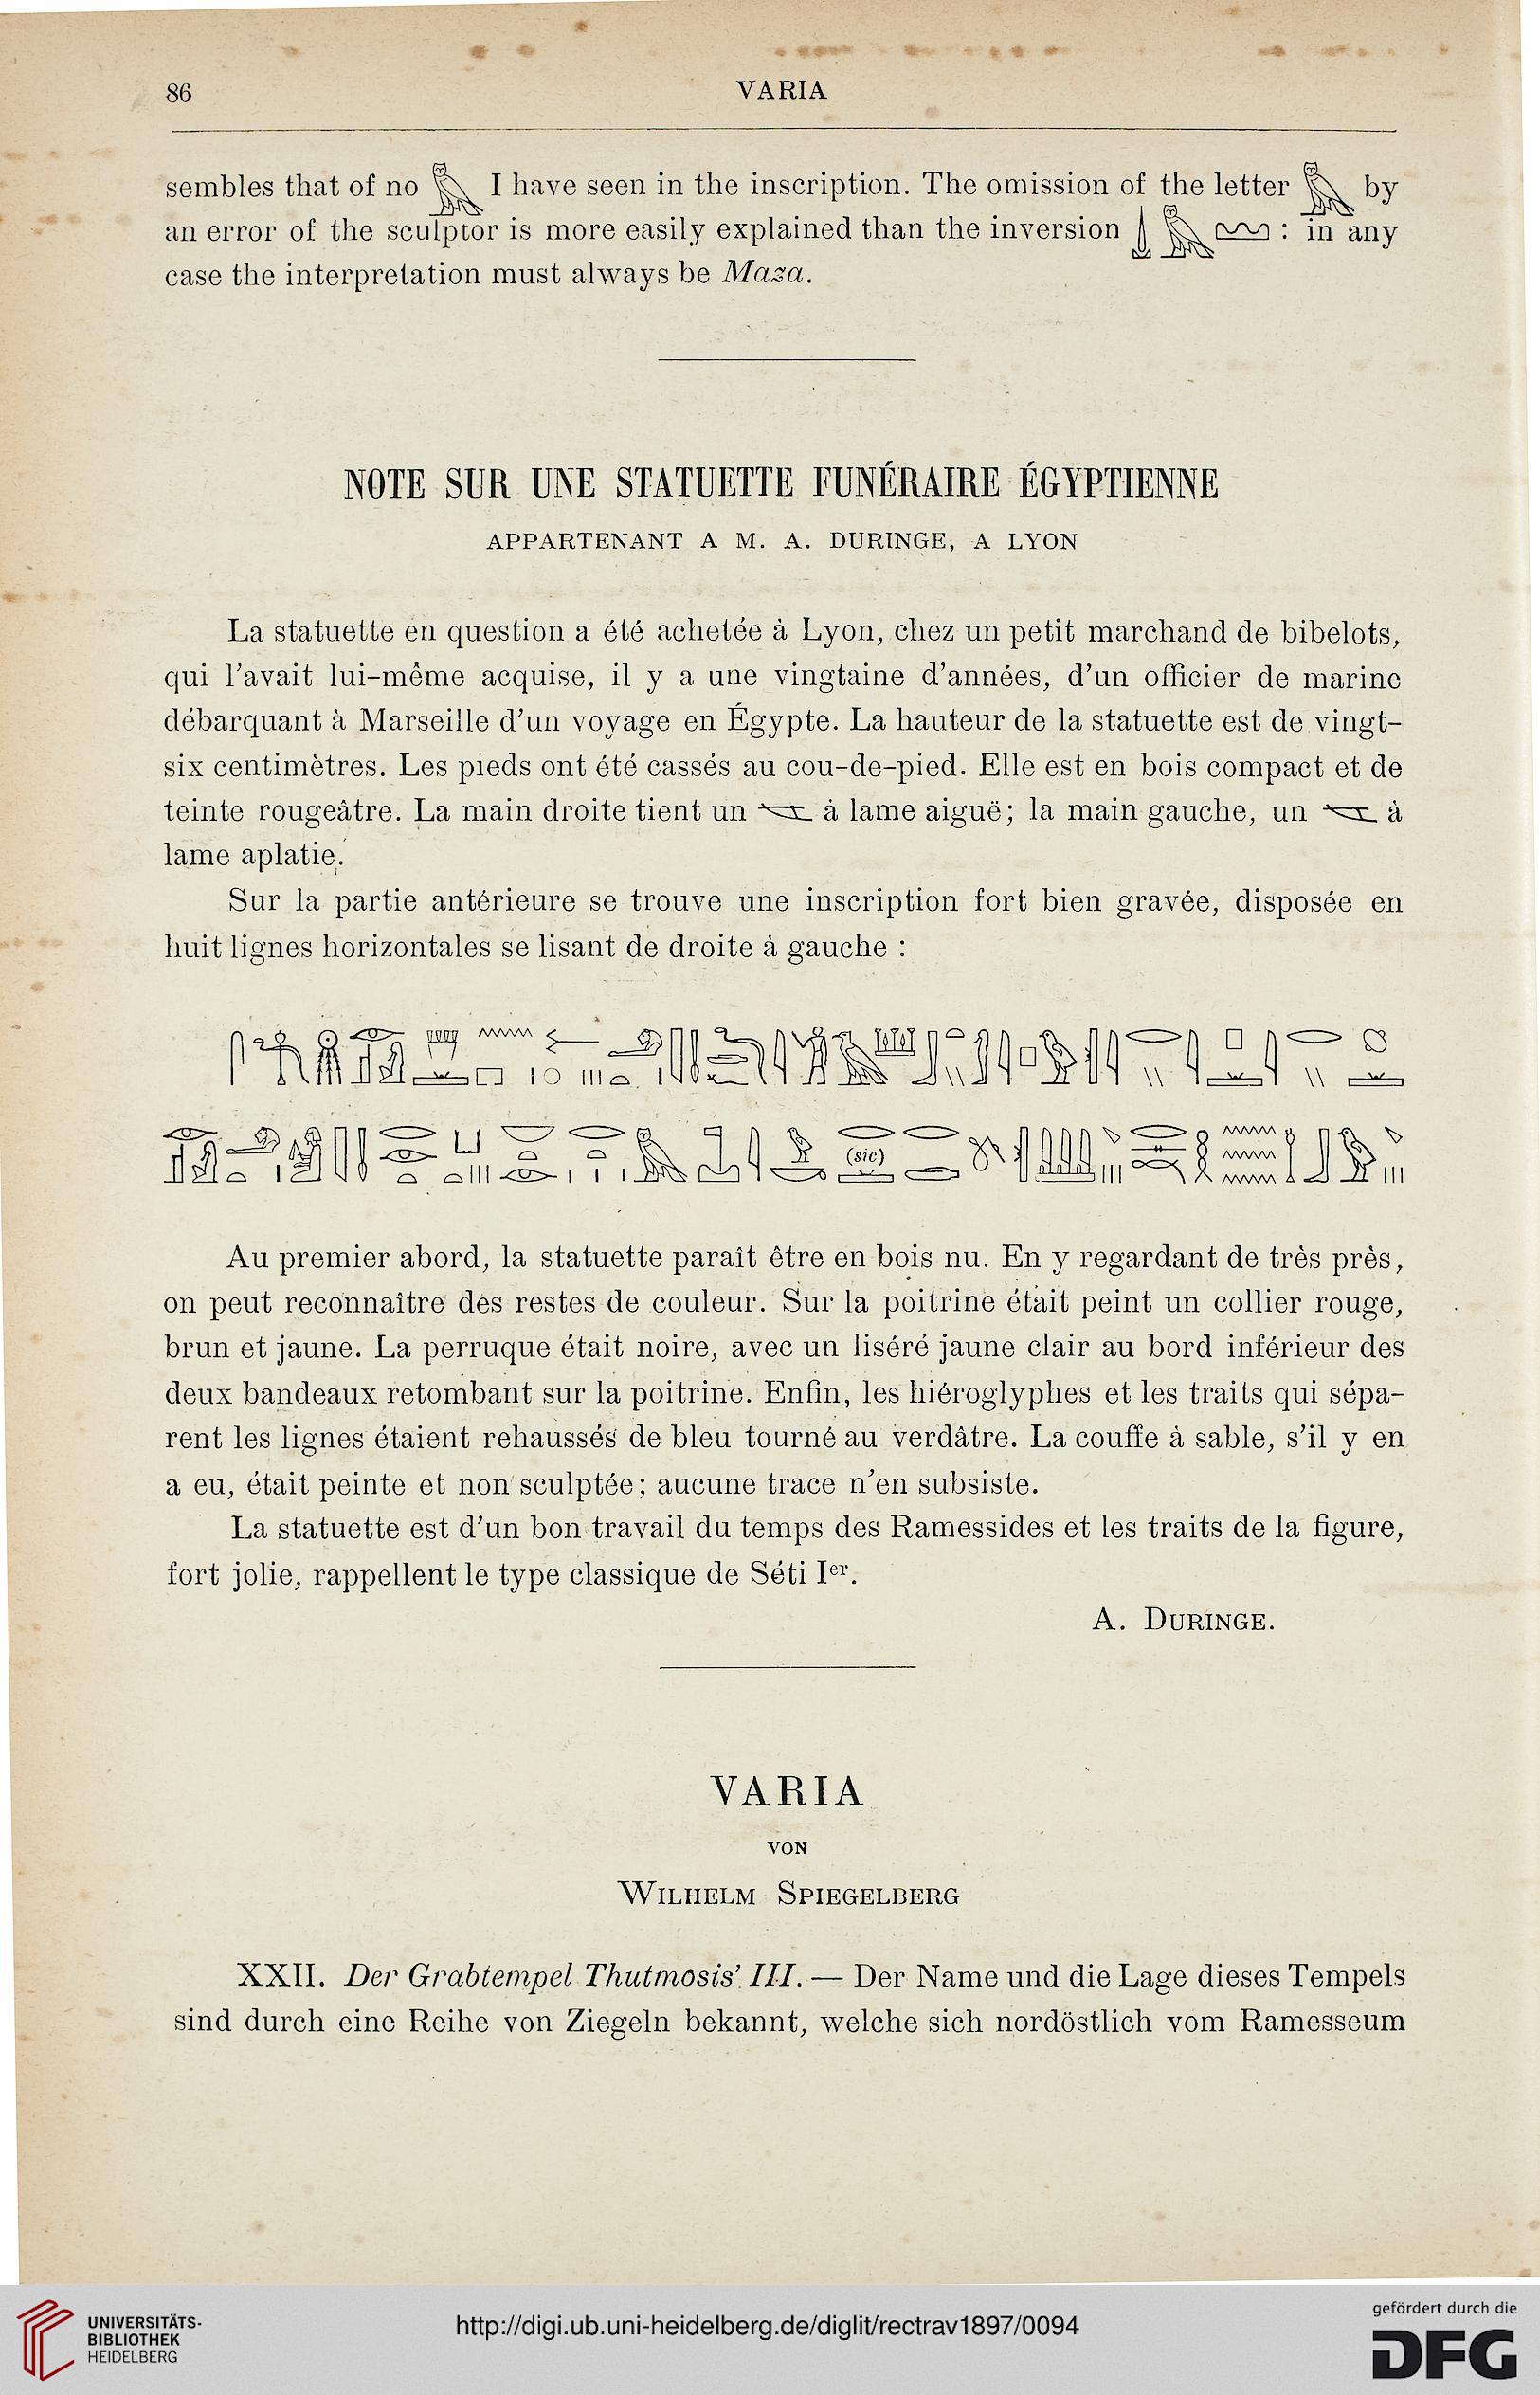 86
VARIA
sembles that of no I have seen in the inscription. The omission of the letter by
an error of the sculptor is more easily explained than the inversion : in any
case the interpretation must always be Maza.
NOTE SUR UNE STATUETTE FUNÉRAIRE ÉGYPTIENNE
APPARTENANT A M. A. DURINGE, A LYON
La statuette en question a été achetée à Lyon, chez un petit marchand de bibelots,
qui l'avait lui-même acquise, il y a une vingtaine d'années, d'un officier de marine
débarquant à Marseille d'un voyage en Égypte. La hauteur de la statuette est de vingt-
six centimètres. Les pieds ont été cassés au cou-de-pied. Elle est en bois compact et de
teinte rougeâtre. La main droite tient un à lame aiguë; la main gauche, un à
lame aplatie.
Sur la partie antérieure se trouve une inscription fort bien gravée, disposée en
huit lignes horizontales se lisant de droite à gauche :
(sic)
Au premier abord, la statuette paraît être en bois nu. En y regardant de très près,
on peut reconnaître des restes de couleur. Sur la poitrine était peint un collier rouge,
brun et jaune. La perruque était noire, avec un liséré jaune clair au bord inférieur des
deux bandeaux retombant sur la poitrine. Enfin, les hiéroglyphes et les traits qui sépa-
rent les lignes étaient rehaussés de bleu tourné au verdâtre. La couffe à sable, s'il y en
a eu, était peinte et non sculptée; aucune trace n'en subsiste.
La statuette est d'un bon travail du temps des Ramessides et les traits de la figure,
fort jolie, rappellent le type classique de Séti Ier.
A. DURINGE.
VARIA
VON
WILHELM SPIEGELBERG
XXII. Der Grabtempel Thutmosis' III. — Der Name und die Lage dieses Tempels
sind durch eine Reihe von Ziegeln bekannt, welche sich nordöstlich vom Ramesseum
UNIVERSITÄTS-
BIBLIOTHEK
HEIDELBERG
http://digi.ub.uni-heidelberg.de/diglit/rectrav1897/0094
gefördert durch die
DFG